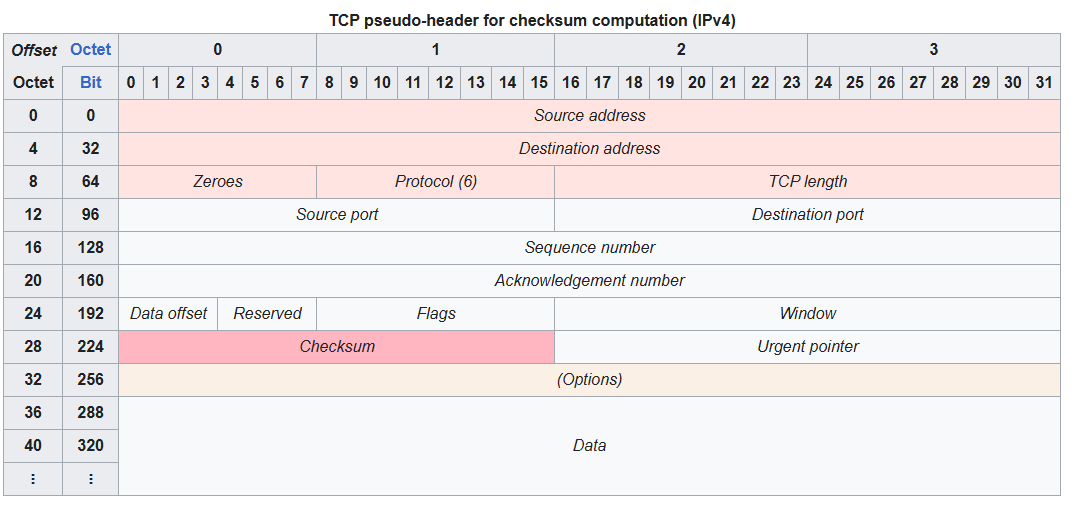 TCP pseudo-header for checksum computation (IPv4)
Offset Octet 0 1 2 3
Octet Bit 0 1 2 3 4 5 6 7 8 9 10 11 12 13 14 15 16 17 18 19 20 21 22 23 24 25 26 27 28 29 30 31
0 0 Source address
4 32 Destination address
8 64 Zeroes Protocol (6) TCP length
12 96 Source port Destination port
16 128 Sequence number
20 160 Acknowledgement number
24 192 Data offset Reserved Flags Window
28 224 Checksum Urgent pointer
32 256 (Options)
36 288
40 320 Data
⋮ ⋮